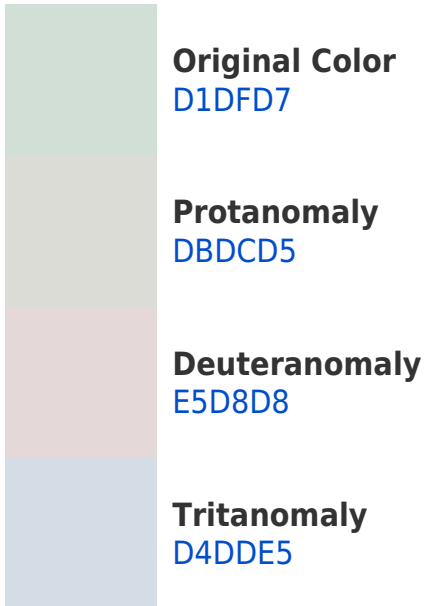 Original Color
D1DFD7
Protanomaly
DBDCD5
Deuteranomaly
E5D8D8
Tritanomaly
D4DDE5